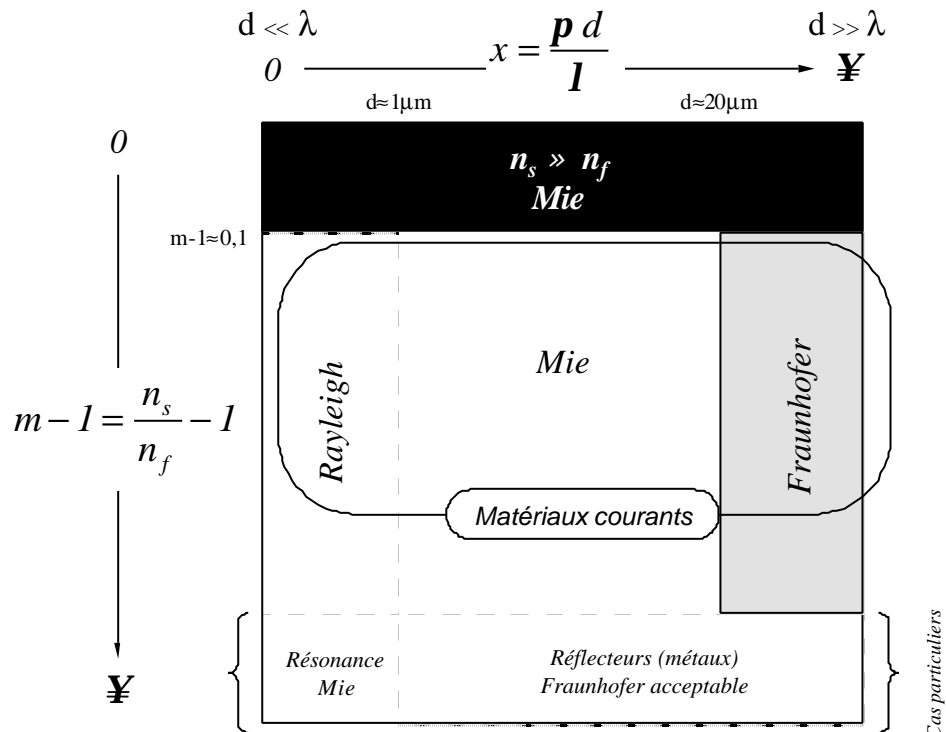 d << λ
x = p d / l
d >> λ
0
¥
d≈1µm
d≈20µm
0
n_s » n_f
Mie
m-1≈0,1
Rayleigh
Mie
Fraunhofer
m − 1 = n_s / n_f − 1
Matériaux courants
¥
Résonance
Mie
Réflecteurs (métaux)
Fraunhofer acceptable
Cas particuliers